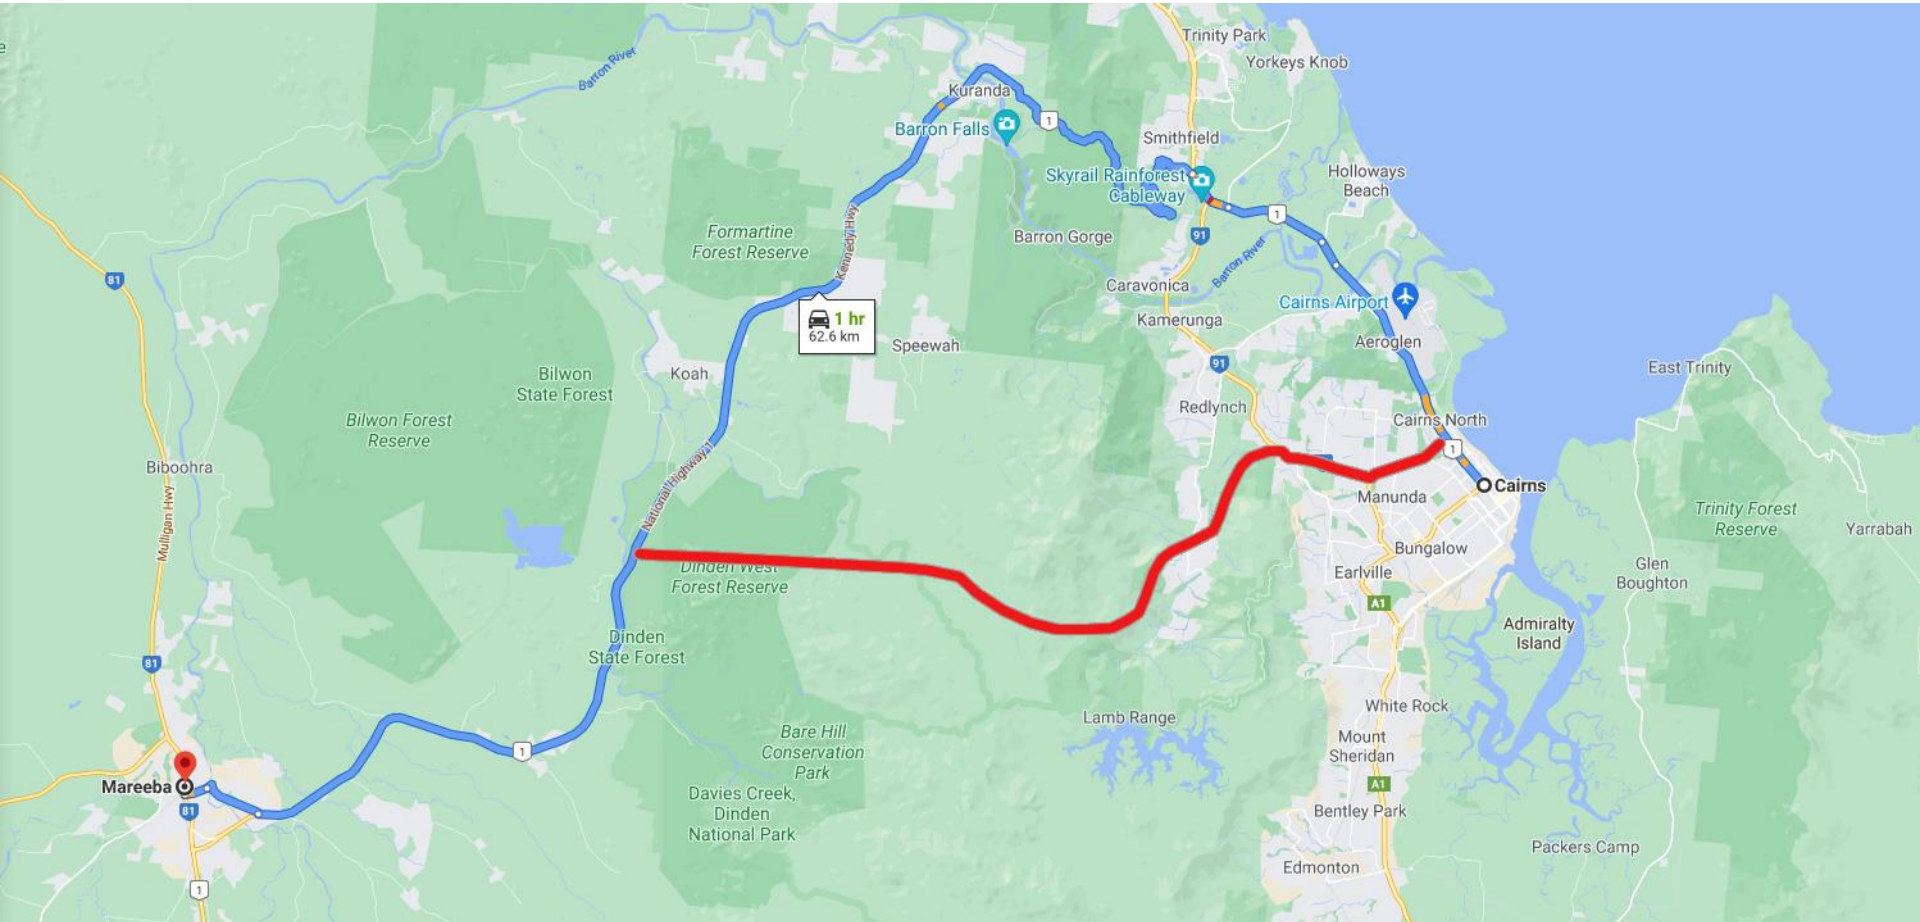 Trinity Park
Yorkeys Knob
Barron River
Kuranda
1
Barron Falls
Smithfield
Skyrail Rainforest
Cableway
Holloways
Beach
1
Formartine
Forest Reserve
Kennedy Hwy
Barron Gorge
91
Barron River
81
Caravonica
Cairns Airport
1 hr
62.6 km
Kamerunga
Aeroglen
Speewah
91
East Trinity
Koah
Bilwon
State Forest
Redlynch
Bilwon Forest
Reserve
Cairns North
1
Biboohra
National Highway 1
Cairns
Manunda
Mulligan Hwy
Trinity Forest
Reserve
Yarrabah
Bungalow
Dinden West
Forest Reserve
Earlville
Glen
Boughton
A1
Dinden
State Forest
Admiralty
Island
81
White Rock
Lamb Range
Bare Hill
Conservation
Park
Mount
Sheridan
1
Mareeba
A1
81
Davies Creek,
Dinden
National Park
Bentley Park
Packers Camp
Edmonton
1